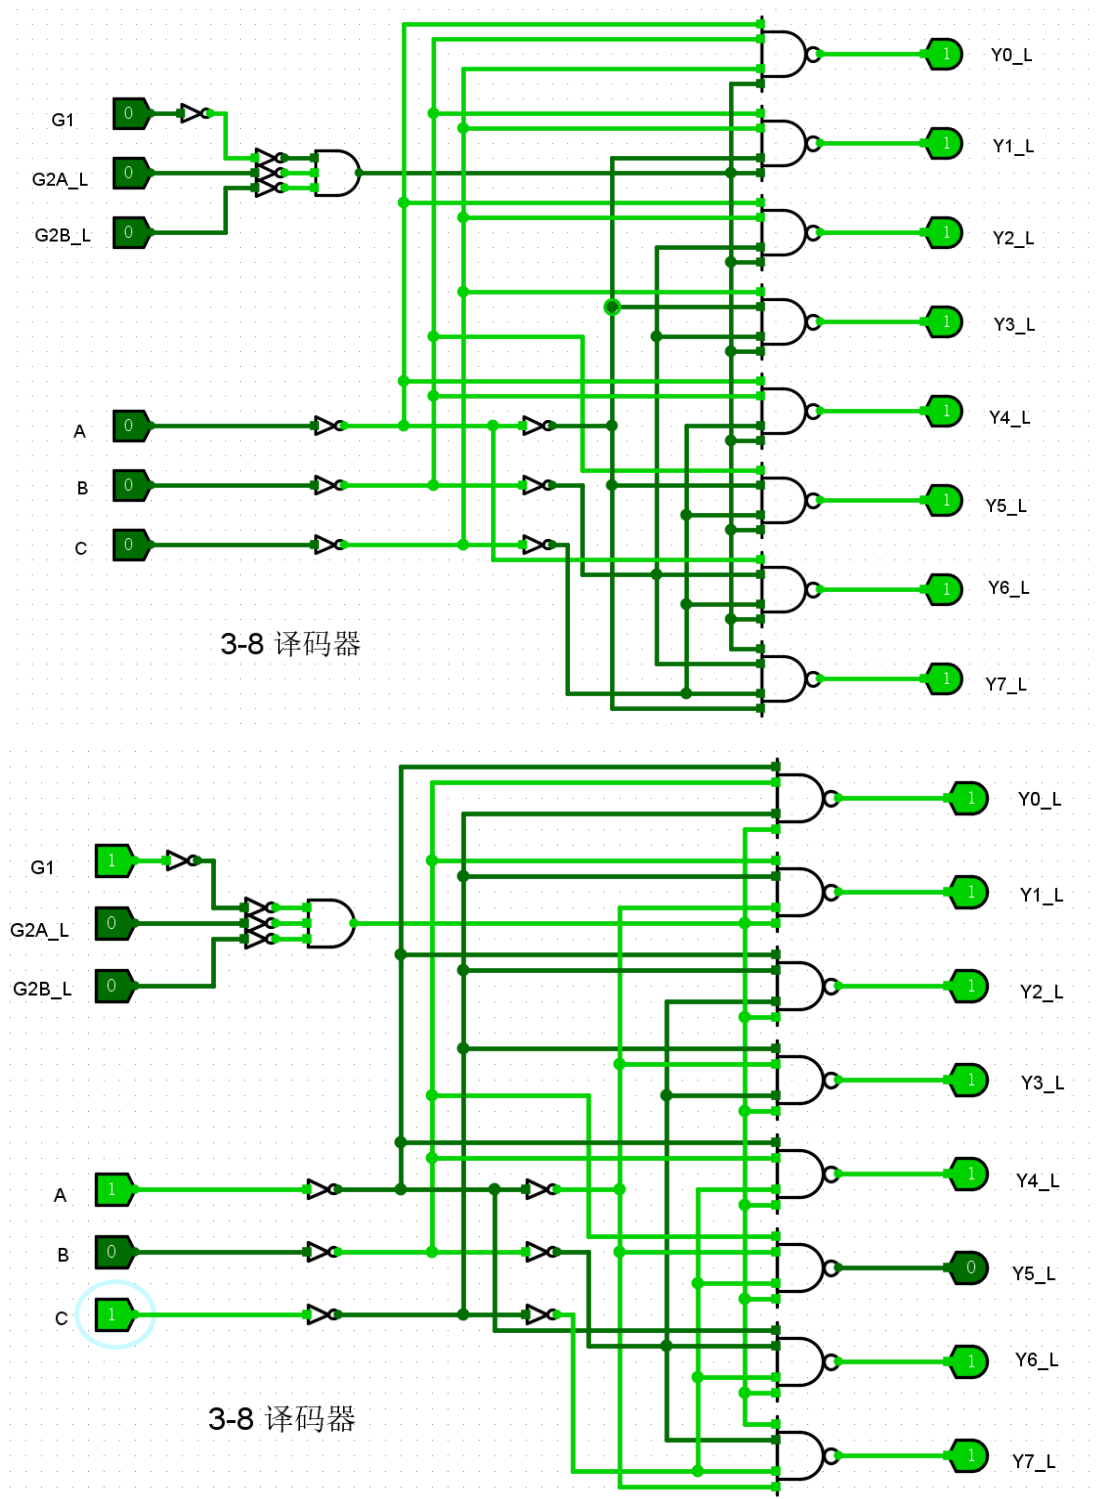 0 G1
0 G2A_L
0 G2B_L
0 A
0 B
0 C
1 Y0_L
1 Y1_L
1 Y2_L
1 Y3_L
1 Y4_L
1 Y5_L
1 Y6_L
1 Y7_L
3-8 译码器
G1 1
G2A_L 0
G2B_L 0
A 1
B 0
C 1
1 Y0_L
1 Y1_L
1 Y2_L
1 Y3_L
1 Y4_L
0 Y5_L
1 Y6_L
1 Y7_L
3-8 译码器